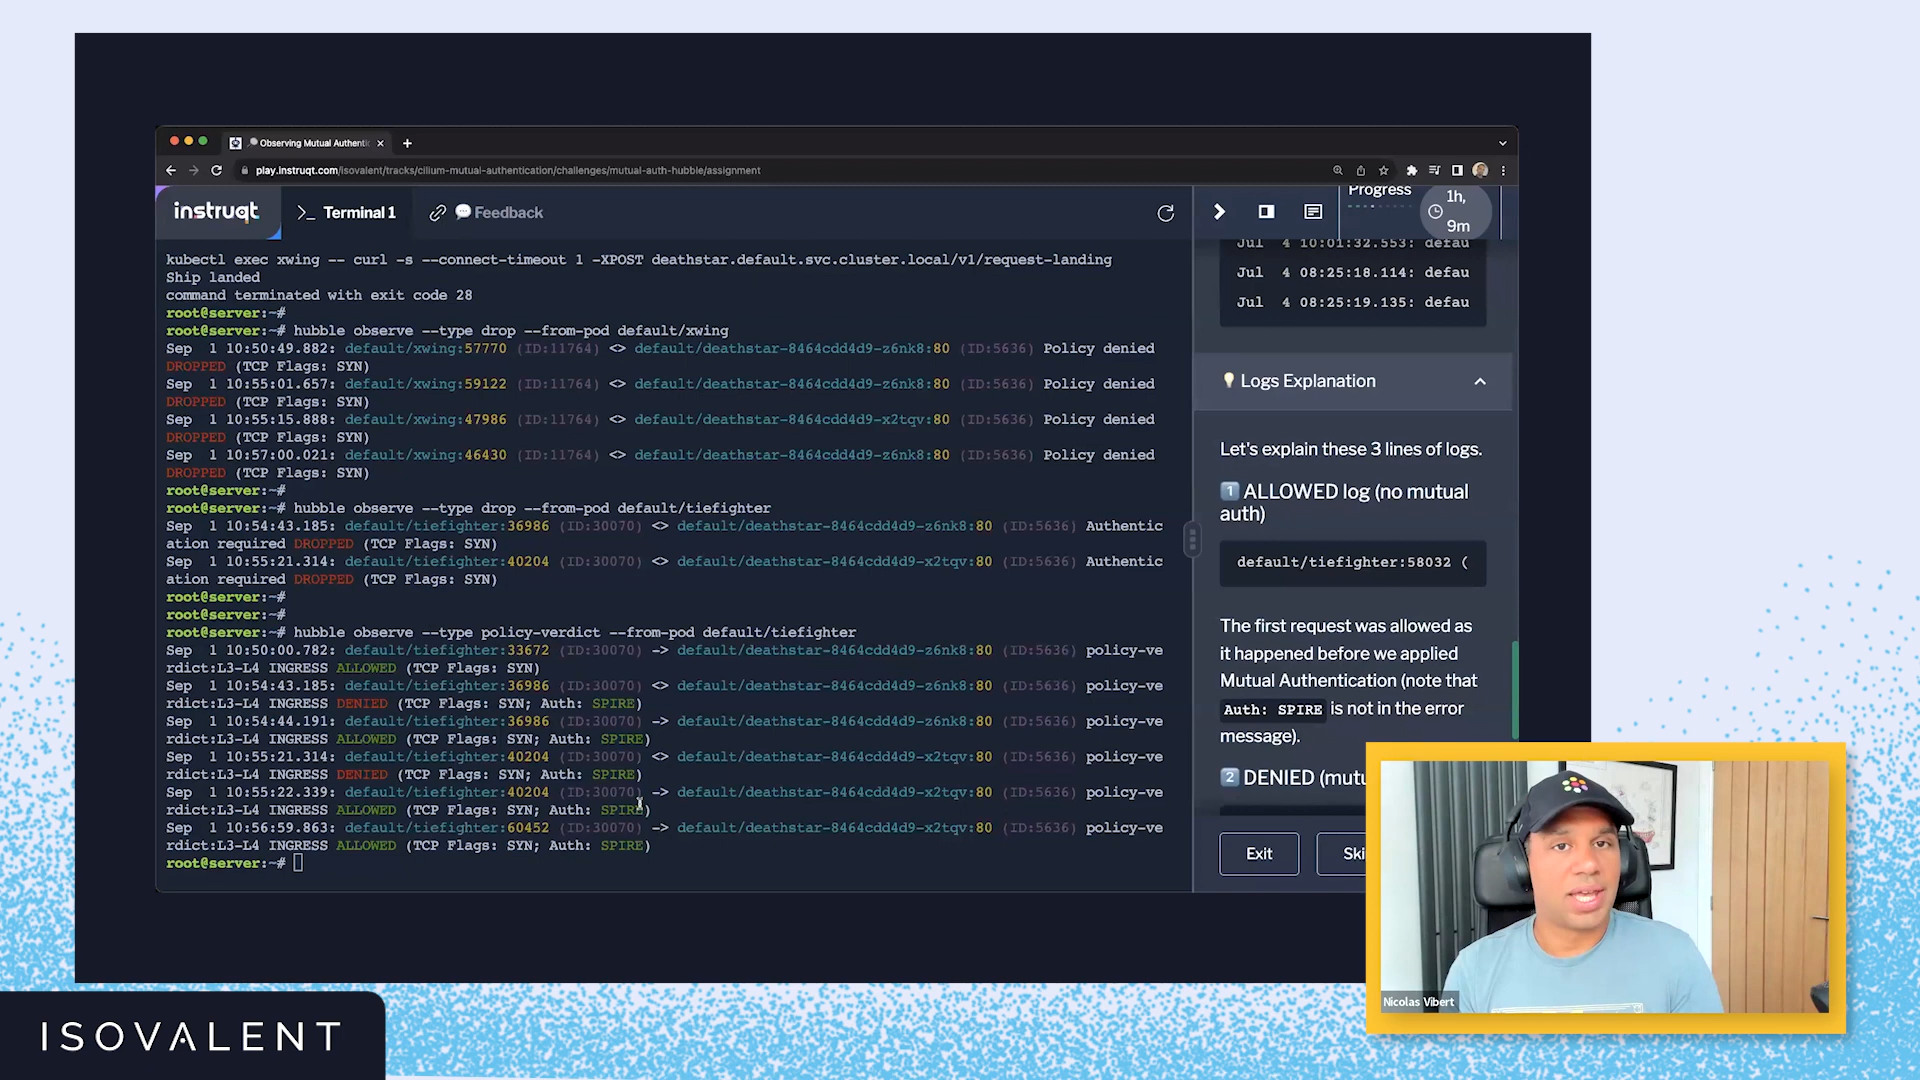 Observing Mutual Authenti
play.instruqt.com/isovalent/tracks/cilium-mutual-authentication/challenges/mutual-auth-hubble/assignment
instruqt
>_ Terminal 1
Feedback
Progress
1h,
9m
kubectl exec xwing -- curl -s --connect-timeout 1 -XPOST deathstar.default.svc.cluster.local/v1/request-landing
Ship landed
command terminated with exit code 28
root@server:~#
root@server:~# hubble observe --type drop --from-pod default/xwing
Sep  1 10:50:49.882: default/xwing:57770 (ID:11764) <> default/deathstar-8464cdd4d9-z6nk8:80 (ID:5636) Policy denied
DROPPED (TCP Flags: SYN)
Sep  1 10:55:01.657: default/xwing:59122 (ID:11764) <> default/deathstar-8464cdd4d9-z6nk8:80 (ID:5636) Policy denied
DROPPED (TCP Flags: SYN)
Sep  1 10:55:15.888: default/xwing:47986 (ID:11764) <> default/deathstar-8464cdd4d9-x2tqv:80 (ID:5636) Policy denied
DROPPED (TCP Flags: SYN)
Sep  1 10:57:00.021: default/xwing:46430 (ID:11764) <> default/deathstar-8464cdd4d9-z6nk8:80 (ID:5636) Policy denied
DROPPED (TCP Flags: SYN)
root@server:~#
root@server:~# hubble observe --type drop --from-pod default/tiefighter
Sep  1 10:54:43.185: default/tiefighter:36986 (ID:30070) <> default/deathstar-8464cdd4d9-z6nk8:80 (ID:5636) Authentic
ation required DROPPED (TCP Flags: SYN)
Sep  1 10:55:21.314: default/tiefighter:40204 (ID:30070) <> default/deathstar-8464cdd4d9-x2tqv:80 (ID:5636) Authentic
ation required DROPPED (TCP Flags: SYN)
root@server:~#
root@server:~#
root@server:~# hubble observe --type policy-verdict --from-pod default/tiefighter
Sep  1 10:50:00.782: default/tiefighter:33672 (ID:30070) -> default/deathstar-8464cdd4d9-z6nk8:80 (ID:5636) policy-ve
rdict:L3-L4 INGRESS ALLOWED (TCP Flags: SYN)
Sep  1 10:54:43.185: default/tiefighter:36986 (ID:30070) <> default/deathstar-8464cdd4d9-z6nk8:80 (ID:5636) policy-ve
rdict:L3-L4 INGRESS DENIED (TCP Flags: SYN; Auth: SPIRE)
Sep  1 10:54:44.191: default/tiefighter:36986 (ID:30070) -> default/deathstar-8464cdd4d9-z6nk8:80 (ID:5636) policy-ve
rdict:L3-L4 INGRESS ALLOWED (TCP Flags: SYN; Auth: SPIRE)
Sep  1 10:55:21.314: default/tiefighter:40204 (ID:30070) <> default/deathstar-8464cdd4d9-x2tqv:80 (ID:5636) policy-ve
rdict:L3-L4 INGRESS DENIED (TCP Flags: SYN; Auth: SPIRE)
Sep  1 10:55:22.339: default/tiefighter:40204 (ID:30070) -> default/deathstar-8464cdd4d9-x2tqv:80 (ID:5636) policy-ve
rdict:L3-L4 INGRESS ALLOWED (TCP Flags: SYN; Auth: SPIRE)
Sep  1 10:56:59.863: default/tiefighter:60452 (ID:30070) -> default/deathstar-8464cdd4d9-x2tqv:80 (ID:5636) policy-ve
rdict:L3-L4 INGRESS ALLOWED (TCP Flags: SYN; Auth: SPIRE)
root@server:~#
Jul  4 10:01:32.553: defau
Jul  4 08:25:18.114: defau
Jul  4 08:25:19.135: defau
Logs Explanation
Let's explain these 3 lines of logs.
1 ALLOWED log (no mutual
auth)
default/tiefighter:58032 (
The first request was allowed as
it happened before we applied
Mutual Authentication (note that
Auth: SPIRE is not in the error
message).
2 DENIED (mutu
Exit
Ski
Nicolas Vibert
ISOVALENT